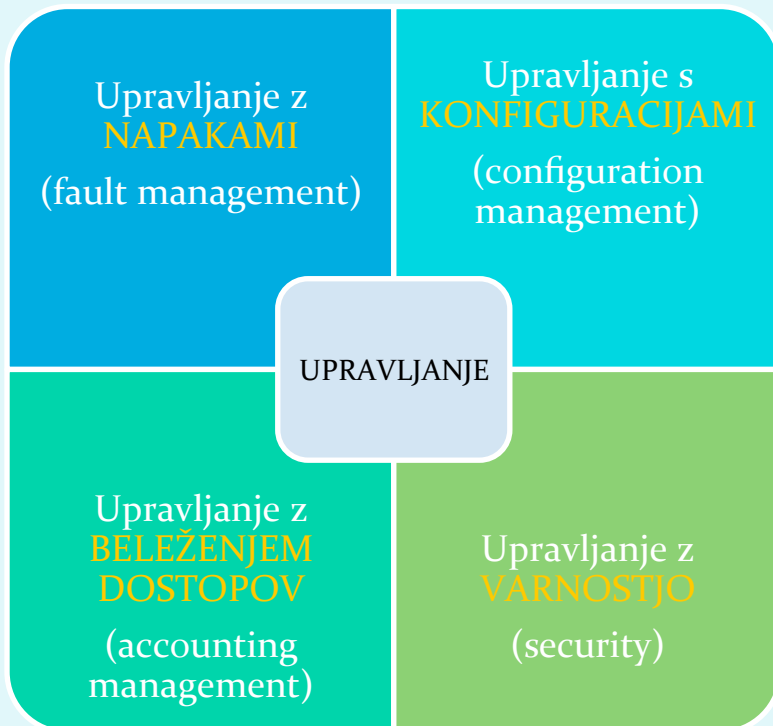 Upravljanje z
NAPAKAMI
(fault management)
Upravljanje s
KONFIGURACIJAMI
(configuration
management)
UPRAVLJANJE
Upravljanje z
BELEŽENJEM
DOSTOPOV
(accounting
management)
Upravljanje z
VARNOSTJO
(security)